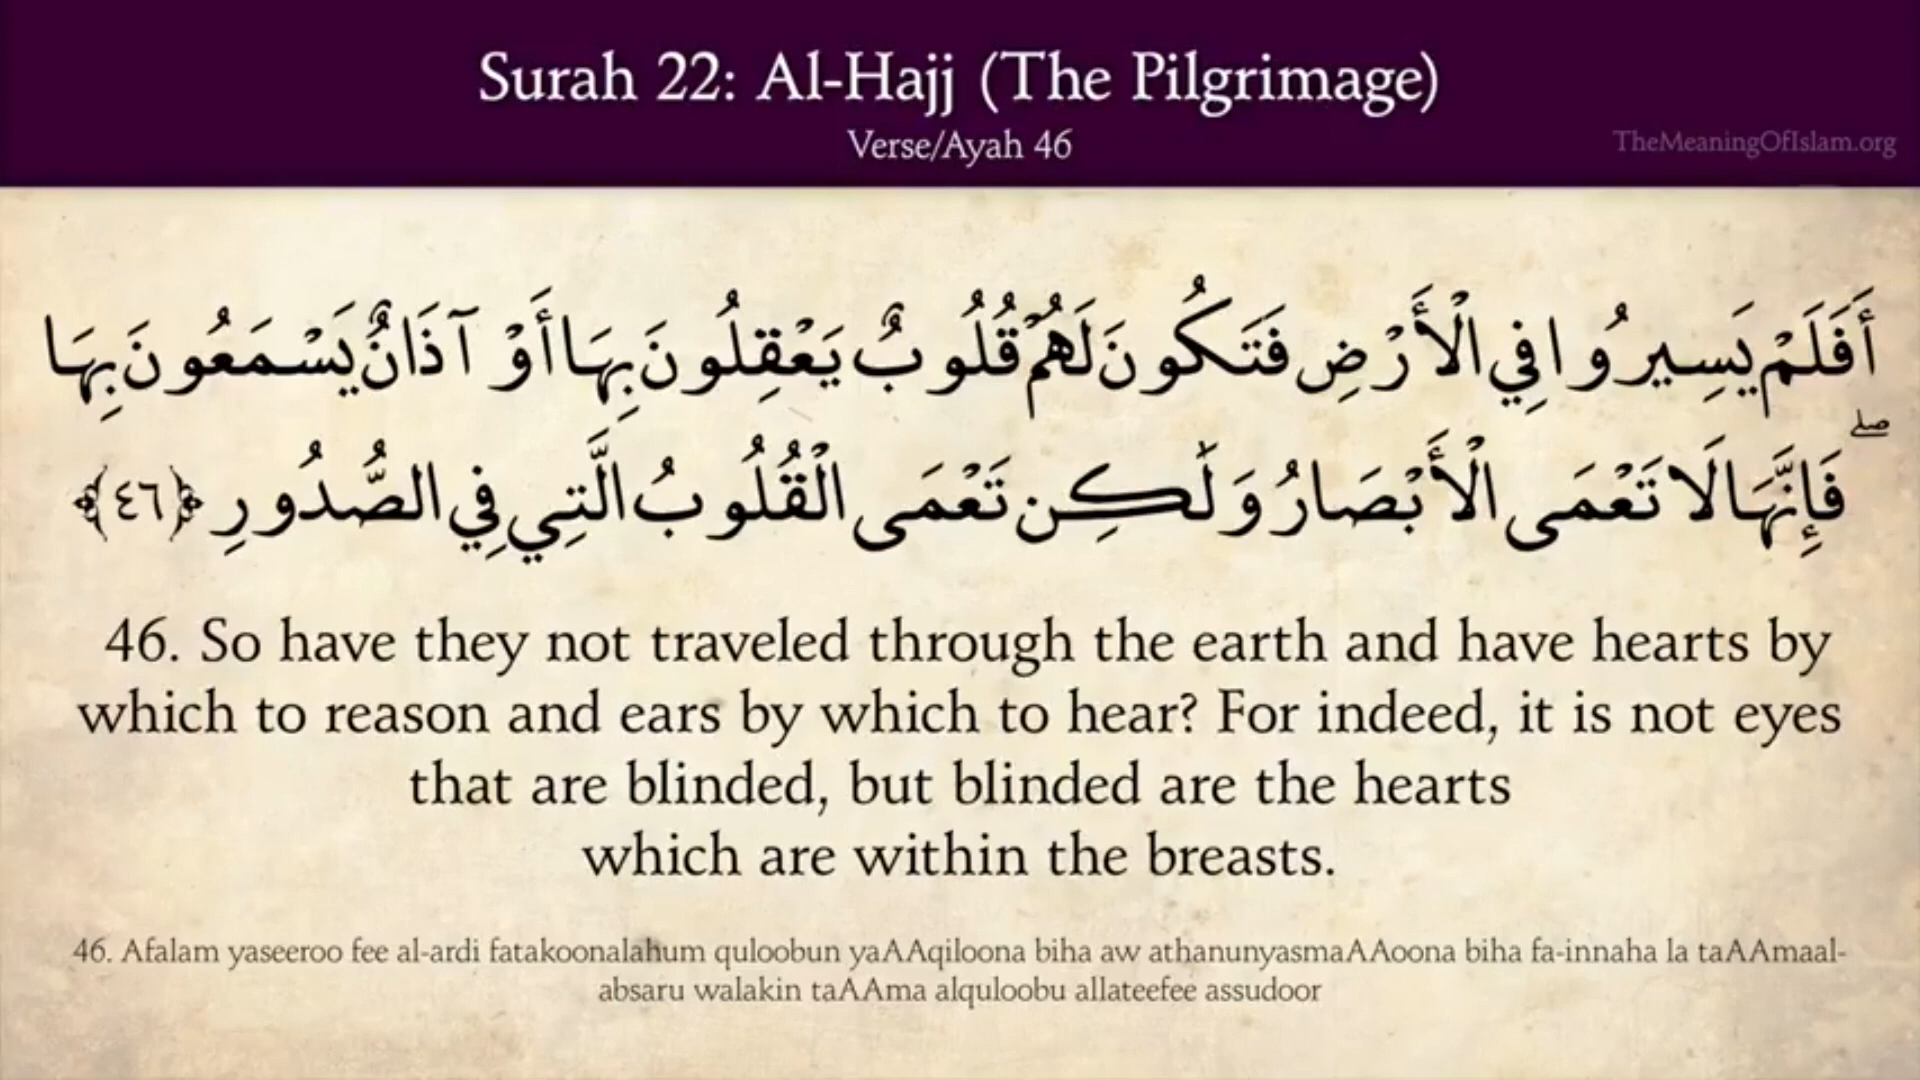 Surah 22: Al-Hajj (The Pilgrimage)
Verse/Ayah 46
TheMeaningOfIslam.org
أَفَلَمْ يَسِيرُوا فِي الْأَرْضِ فَتَكُونَ لَهُمْ قُلُوبٌ يَعْقِلُونَ بِهَا أَوْ آذَانٌ يَسْمَعُونَ بِهَا ۖ
فَإِنَّهَا لَا تَعْمَى الْأَبْصَارُ وَلَٰكِن تَعْمَى الْقُلُوبُ الَّتِي فِي الصُّدُورِ ﴿٤٦﴾
46. So have they not traveled through the earth and have hearts by
which to reason and ears by which to hear? For indeed, it is not eyes
that are blinded, but blinded are the hearts
which are within the breasts.
46. Afalam yaseeroo fee al-ardi fatakoonalahum quloobun yaAAqiloona biha aw athanunyasmaAAoona biha fa-innaha la taAAmaal-
absaru walakin taAAma alquloobu allateefee assudoor